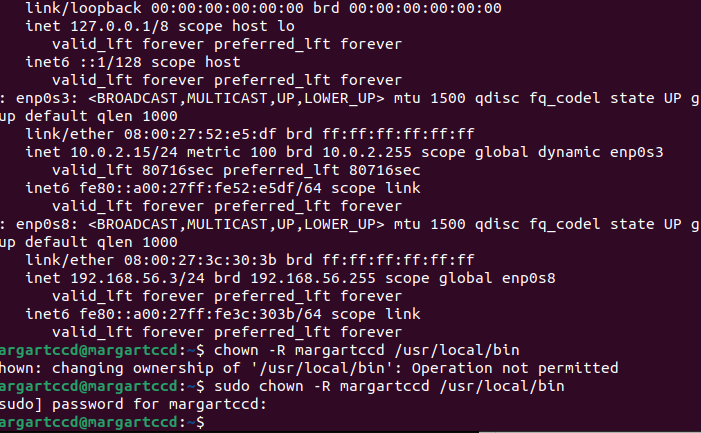 link/loopback 00:00:00:00:00:00 brd 00:00:00:00:00:00
inet 127.0.0.1/8 scope host lo
valid_lft forever preferred_lft forever
inet6 ::1/128 scope host
valid_lft forever preferred_lft forever
: enp0s3: <BROADCAST,MULTICAST,UP,LOWER_UP> mtu 1500 qdisc fq_codel state UP g
up default qlen 1000
link/ether 08:00:27:52:e5:df brd ff:ff:ff:ff:ff:ff
inet 10.0.2.15/24 metric 100 brd 10.0.2.255 scope global dynamic enp0s3
valid_lft 80716sec preferred_lft 80716sec
inet6 fe80::a00:27ff:fe52:e5df/64 scope link
valid_lft forever preferred_lft forever
: enp0s8: <BROADCAST,MULTICAST,UP,LOWER_UP> mtu 1500 qdisc fq_codel state UP g
up default qlen 1000
link/ether 08:00:27:3c:30:3b brd ff:ff:ff:ff:ff:ff
inet 192.168.56.3/24 brd 192.168.56.255 scope global enp0s8
valid_lft forever preferred_lft forever
inet6 fe80::a00:27ff:fe3c:303b/64 scope link
valid_lft forever preferred_lft forever
argartccd@margartccd:~$ chown -R margartccd /usr/local/bin
hown: changing ownership of '/usr/local/bin': Operation not permitted
argartccd@margartccd:~$ sudo chown -R margartccd /usr/local/bin
sudo] password for margartccd:
argartccd@margartccd:~$